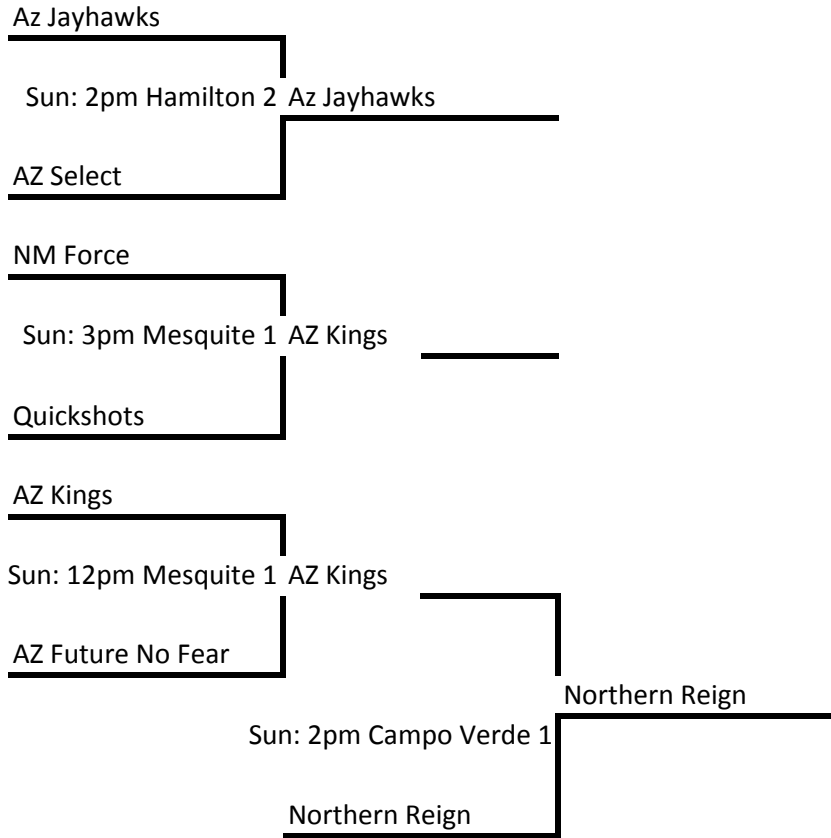 Az Jayhawks
Sun: 2pm Hamilton 2 Az Jayhawks
AZ Select
NM Force
Sun: 3pm Mesquite 1 AZ Kings
Quickshots
AZ Kings
Sun: 12pm Mesquite 1 AZ Kings
AZ Future No Fear
Northern Reign
Sun: 2pm Campo Verde 1
Northern Reign